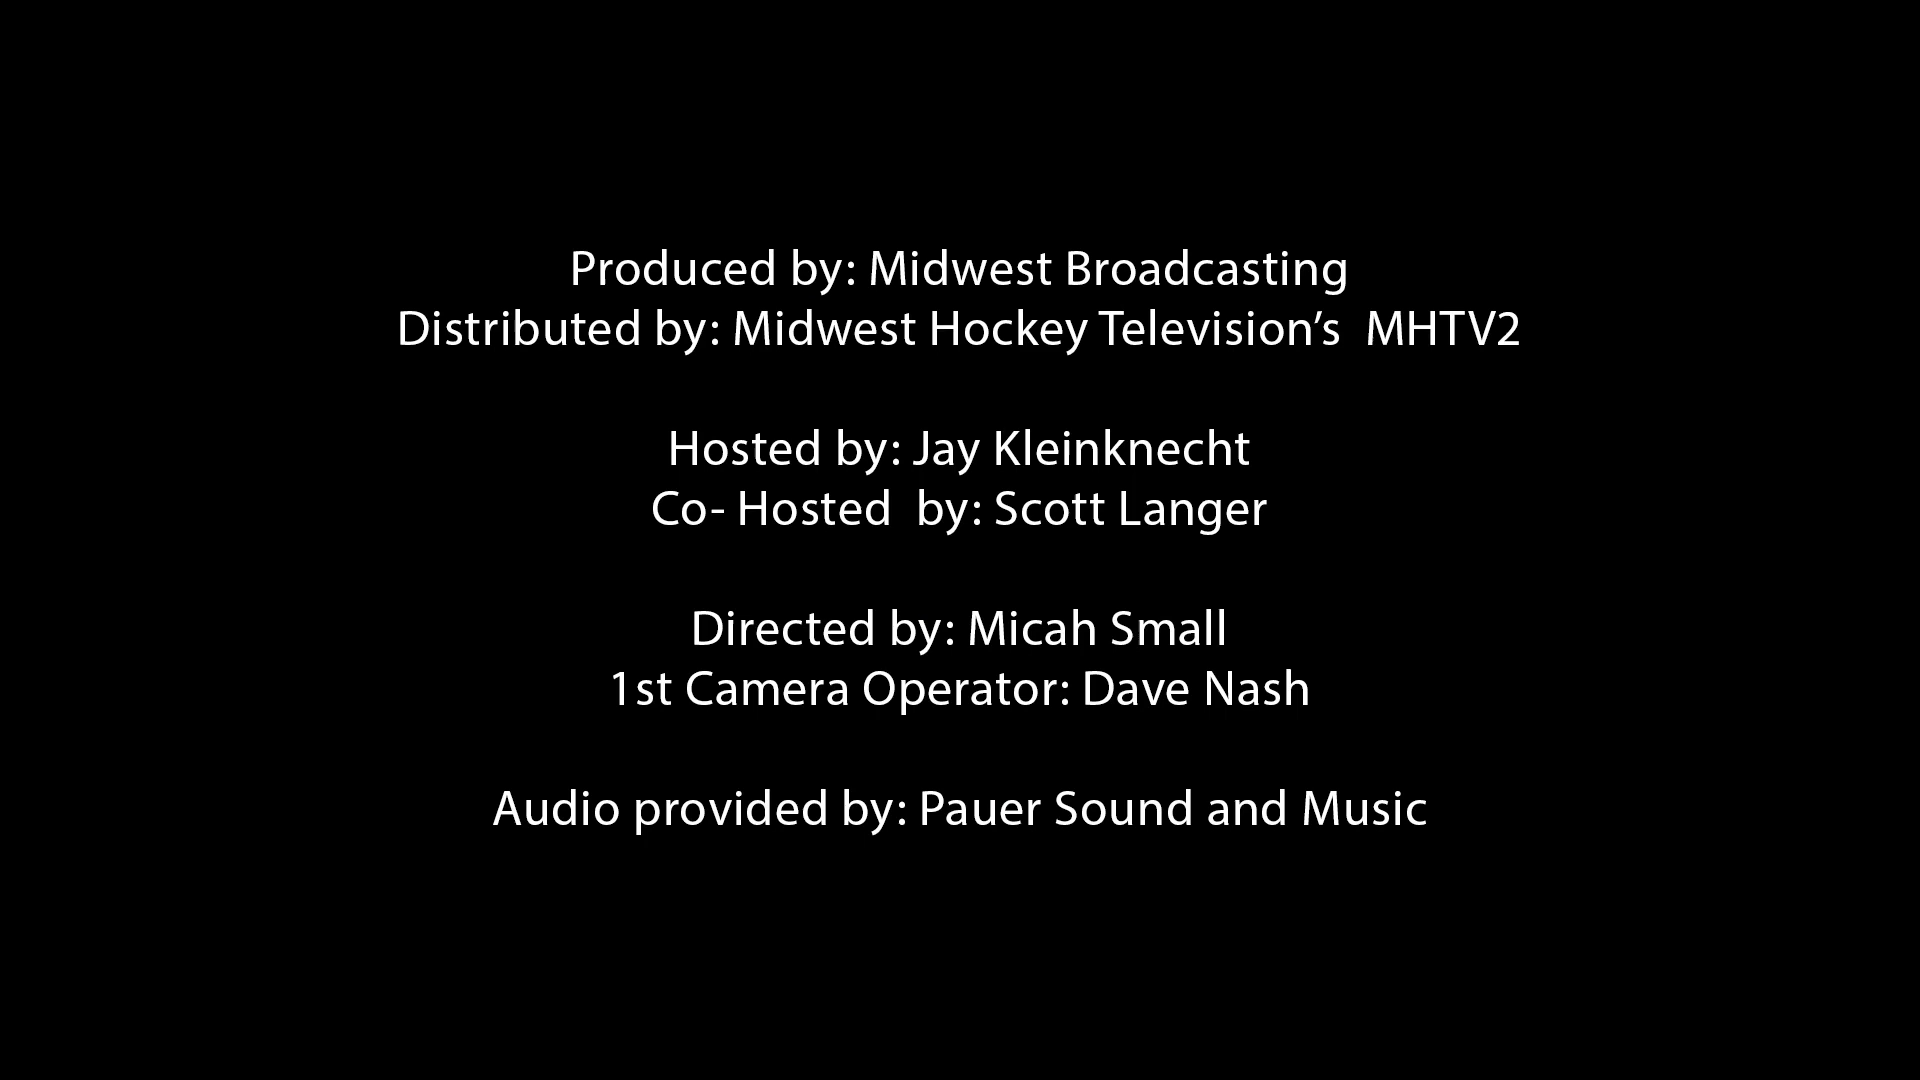 Produced by: Midwest Broadcasting
Distributed by: Midwest Hockey Television’s  MHTV2
Hosted by: Jay Kleinknecht
Co- Hosted  by: Scott Langer
Directed by: Micah Small
1st Camera Operator: Dave Nash
Audio provided by: Pauer Sound and Music